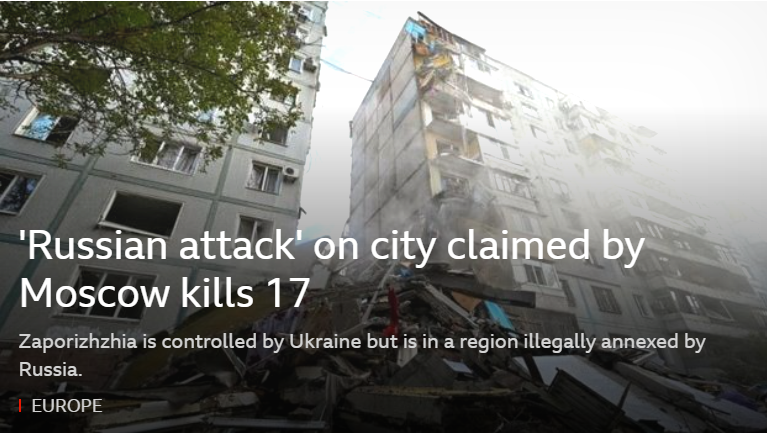 'Russian attack' on city claimed by
Moscow kills 17
Zaporizhzhia is controlled by Ukraine but is in a region illegally annexed by
Russia.
EUROPE